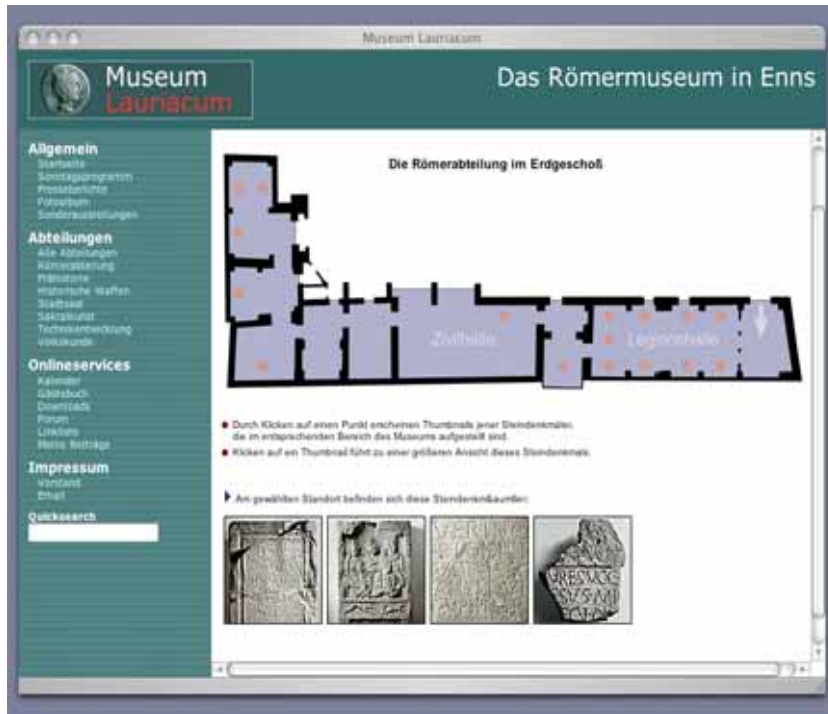 Museum Lauriacum
Museum
Lauriacum
Das Römermuseum in Enns
Allgemein
Startseite
Sonntagsprogramm
Presseberichte
Fotoalbum
Sonderausstellungen
Abteilungen
Alle Abteilungen
Römerabteilung
Prähistorie
Historische Waffen
Stadtsaal
Sakralkunst
Technikentwicklung
Volkskunde
Onlineservices
Kalender
Gästebuch
Downloads
Forum
Linkliste
Meine Beiträge
Impressum
Vorstand
Email
Quicksearch
Die Römerabteilung im Erdgeschoß
Zivilhalle
Legionshalle
Durch Klicken auf einen Punkt erscheinen Thumbnails jener Steindenkmäler,
die im entsprechenden Bereich des Museums aufgestellt sind.
Klicken auf ein Thumbnail führt zu einer größeren Ansicht dieses Steindenkmals.
Am gewählten Standort befinden sich diese